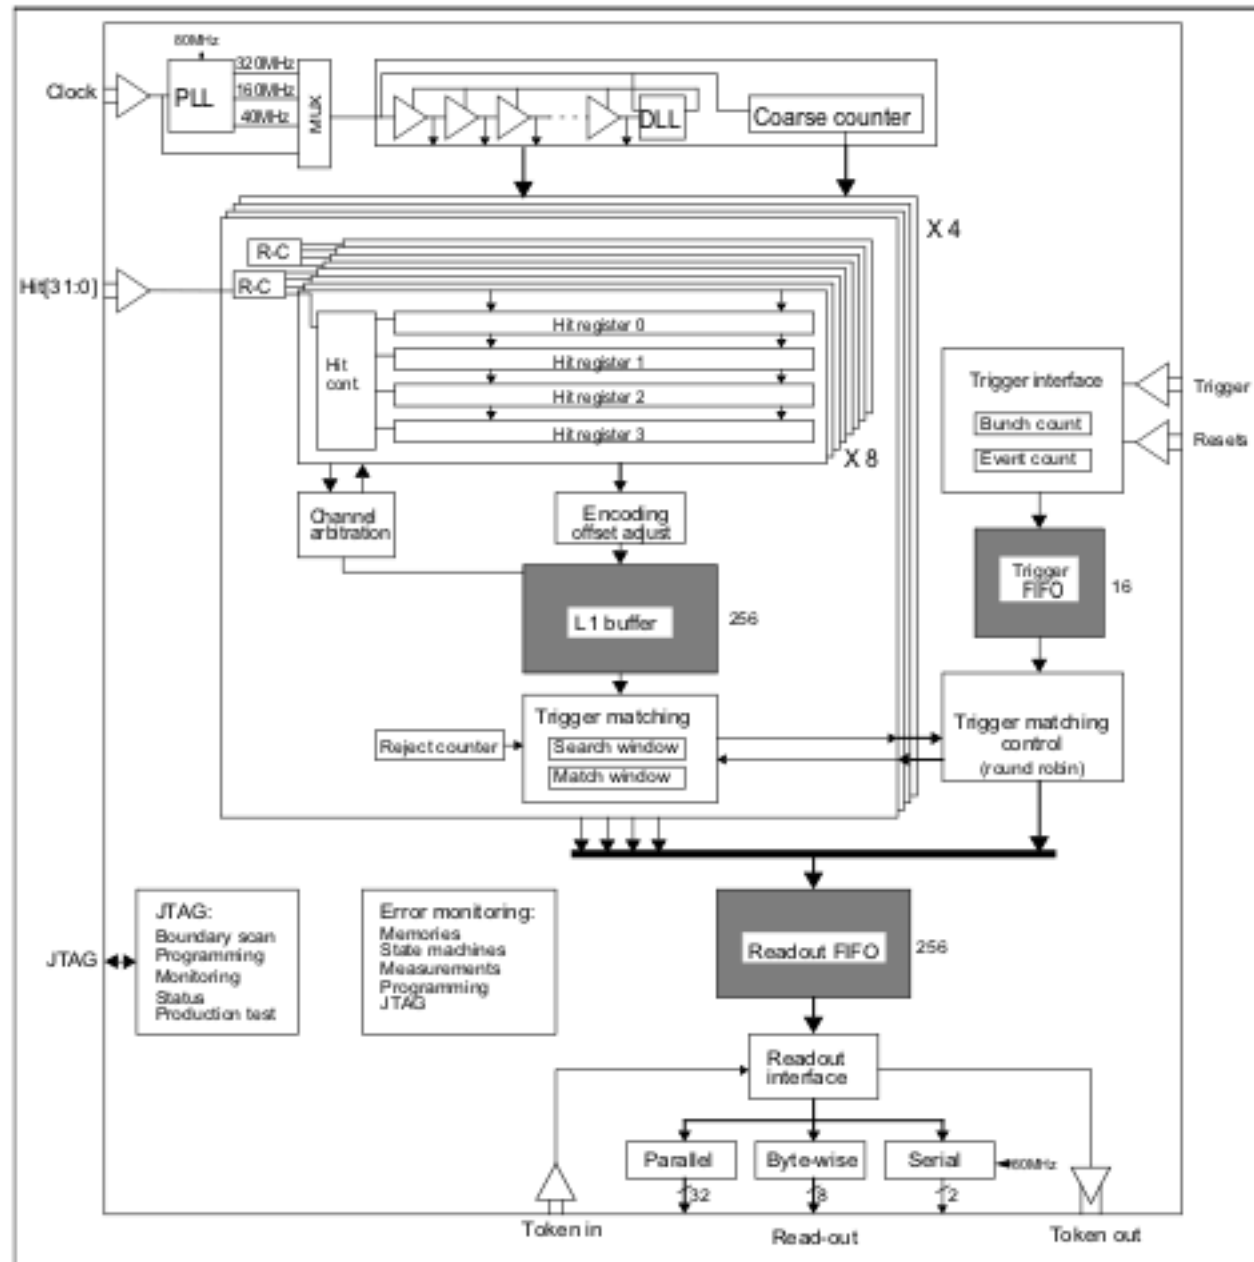 80MHz
Clock
PLL
320MHz
160MHz
40MHz
MUX
DLL
Coarse counter
X 4
R-C
Hit[31:0]
R-C
Hit register 0
Hit register 1
Hit register 2
Hit register 3
Hit
cont.
X 8
Trigger interface
Bunch count
Event count
Trigger
Resets
Channel
arbitration
Encoding
offset adjust
Trigger
FIFO
16
L1 buffer
256
Trigger matching
Search window
Match window
Reject counter
Trigger matching
control
(round robin)
JTAG
JTAG:
Boundary scan
Programming
Monitoring
Status
Production test
Error monitoring:
Memories
State machines
Measurements
Programming
JTAG
Readout FIFO
256
Readout
interface
Parallel
Byte-wise
Serial
80MHz
32
8
2
Token in
Read-out
Token out